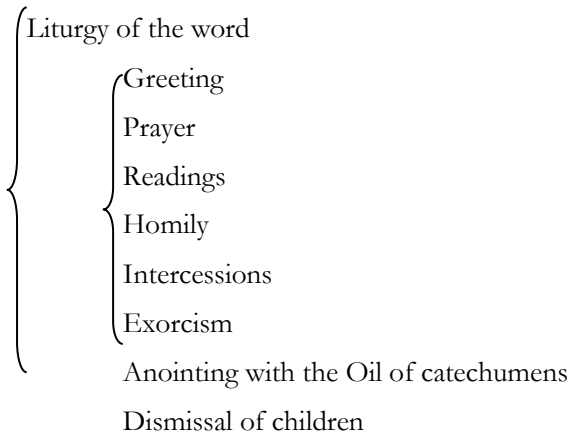 Liturgy of the word
Greeting
Prayer
Readings
Homily
Intercessions
Exorcism
Anointing with the Oil of catechumens
Dismissal of children